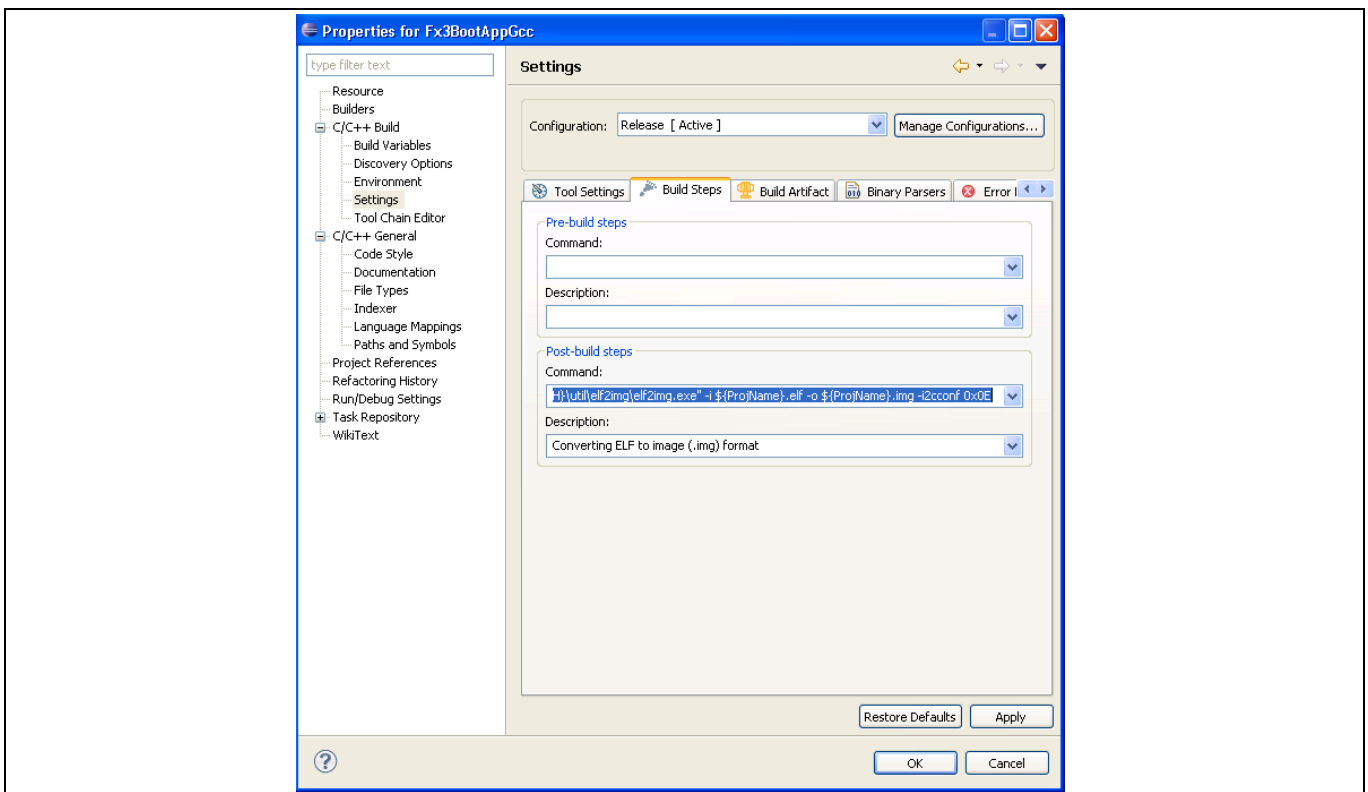 Properties for Fx3BootAppGcc
type filter text
Resource
Builders
C/C++ Build
Build Variables
Discovery Options
Environment
Settings
Tool Chain Editor
C/C++ General
Code Style
Documentation
File Types
Indexer
Language Mappings
Paths and Symbols
Project References
Refactoring History
Run/Debug Settings
Task Repository
WikiText
Settings
Configuration: Release [ Active ] Manage Configurations...
Tool Settings Build Steps Build Artifact Binary Parsers Error
Pre-build steps
Command:
Description:
Post-build steps
Command:
H}\util\elf2img\elf2img.exe" -i ${ProjName}.elf -o ${ProjName}.img -i2cconf 0x0E
Description:
Converting ELF to image (.img) format
Restore Defaults Apply
? OK Cancel